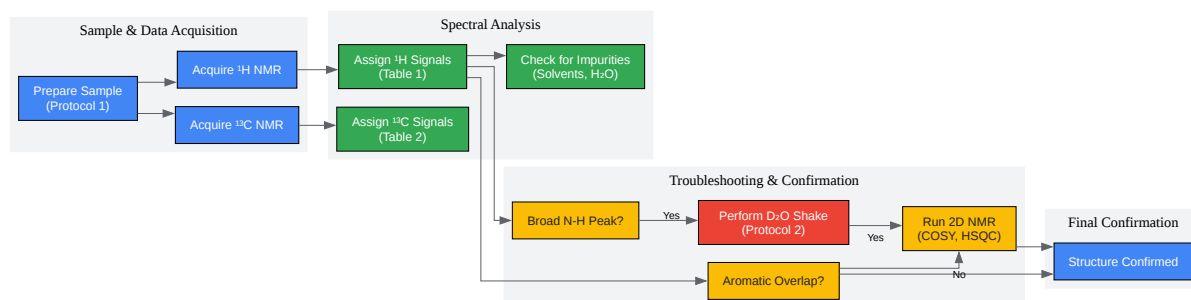 Sample & Data Acquisition
Prepare Sample
(Protocol 1)
Acquire ¹H NMR
Acquire ¹³C NMR
Spectral Analysis
Assign ¹H Signals
(Table 1)
Check for Impurities
(Solvents, H₂O)
Assign ¹³C Signals
(Table 2)
Troubleshooting & Confirmation
Broad N-H Peak?
Yes
Perform D₂O Shake
(Protocol 2)
Yes
Run 2D NMR
(COSY, HSQC)
Aromatic Overlap?
No
Final Confirmation
Structure Confirmed